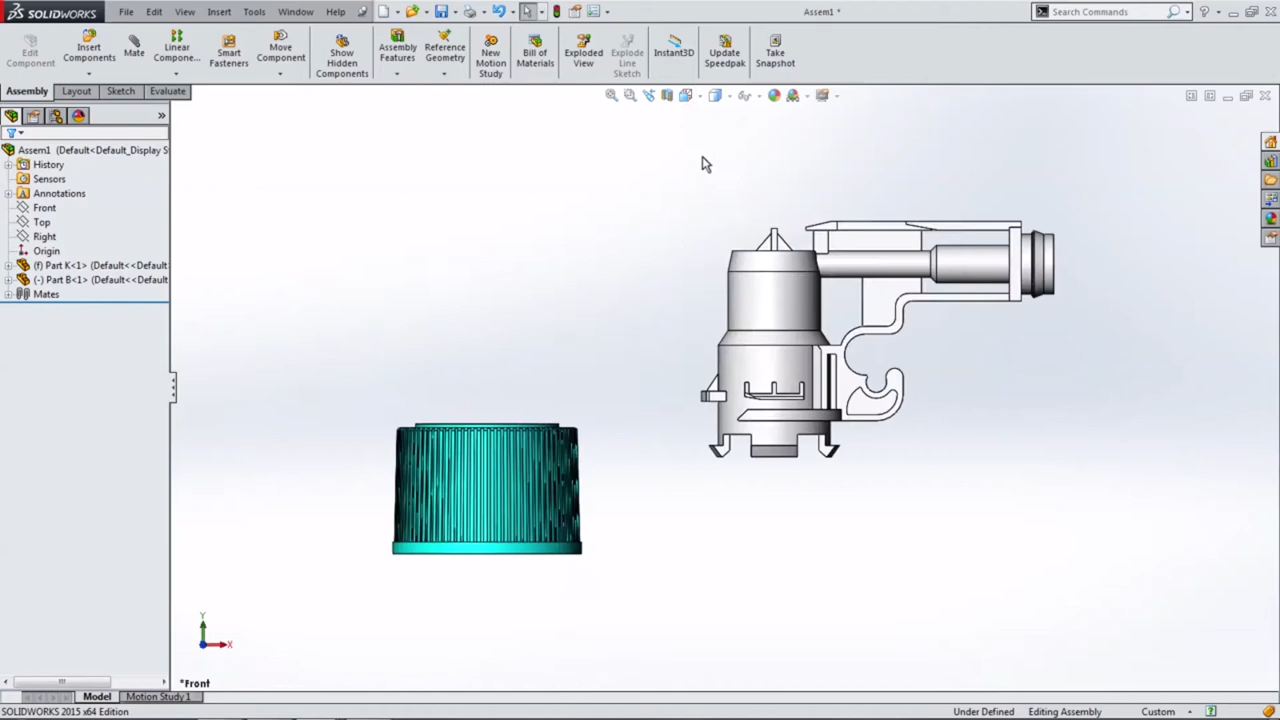 SOLIDWORKS
File Edit View Insert Tools Window Help
Assem1 *
Search Commands
Edit Component
Insert Components
Mate
Linear Compone...
Smart Fasteners
Move Component
Show Hidden Components
Assembly Features
Reference Geometry
New Motion Study
Bill of Materials
Exploded View
Explode Line Sketch
Instant3D
Update Speedpak
Take Snapshot
Assembly Layout Sketch Evaluate
Assem1 (Default<Default_Display S
History
Sensors
Annotations
Front
Top
Right
Origin
(f) Part K<1> (Default<<Default
(-) Part B<1> (Default<<Default
Mates
Y
X
*Front
Model Motion Study 1
SOLIDWORKS 2015 x64 Edition
Under Defined Editing Assembly Custom